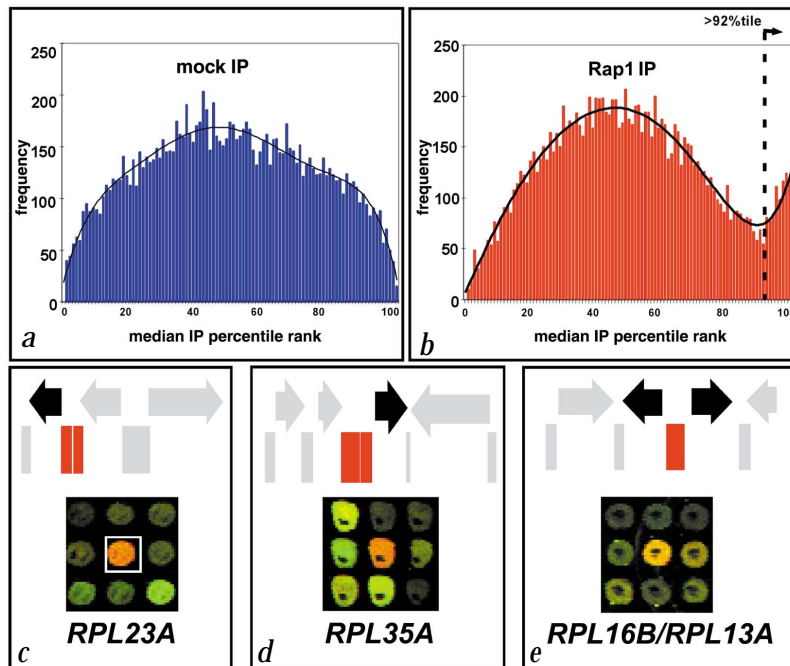 mock IP
250
200
150
100
50
0
frequency
0 20 40 60 80 100
median IP percentile rank
a
>92%tile
Rap1 IP
250
200
150
100
50
0
frequency
0 20 40 60 80 100
median IP percentile rank
b
RPL23A
c
RPL35A
d
RPL16B/RPL13A
e